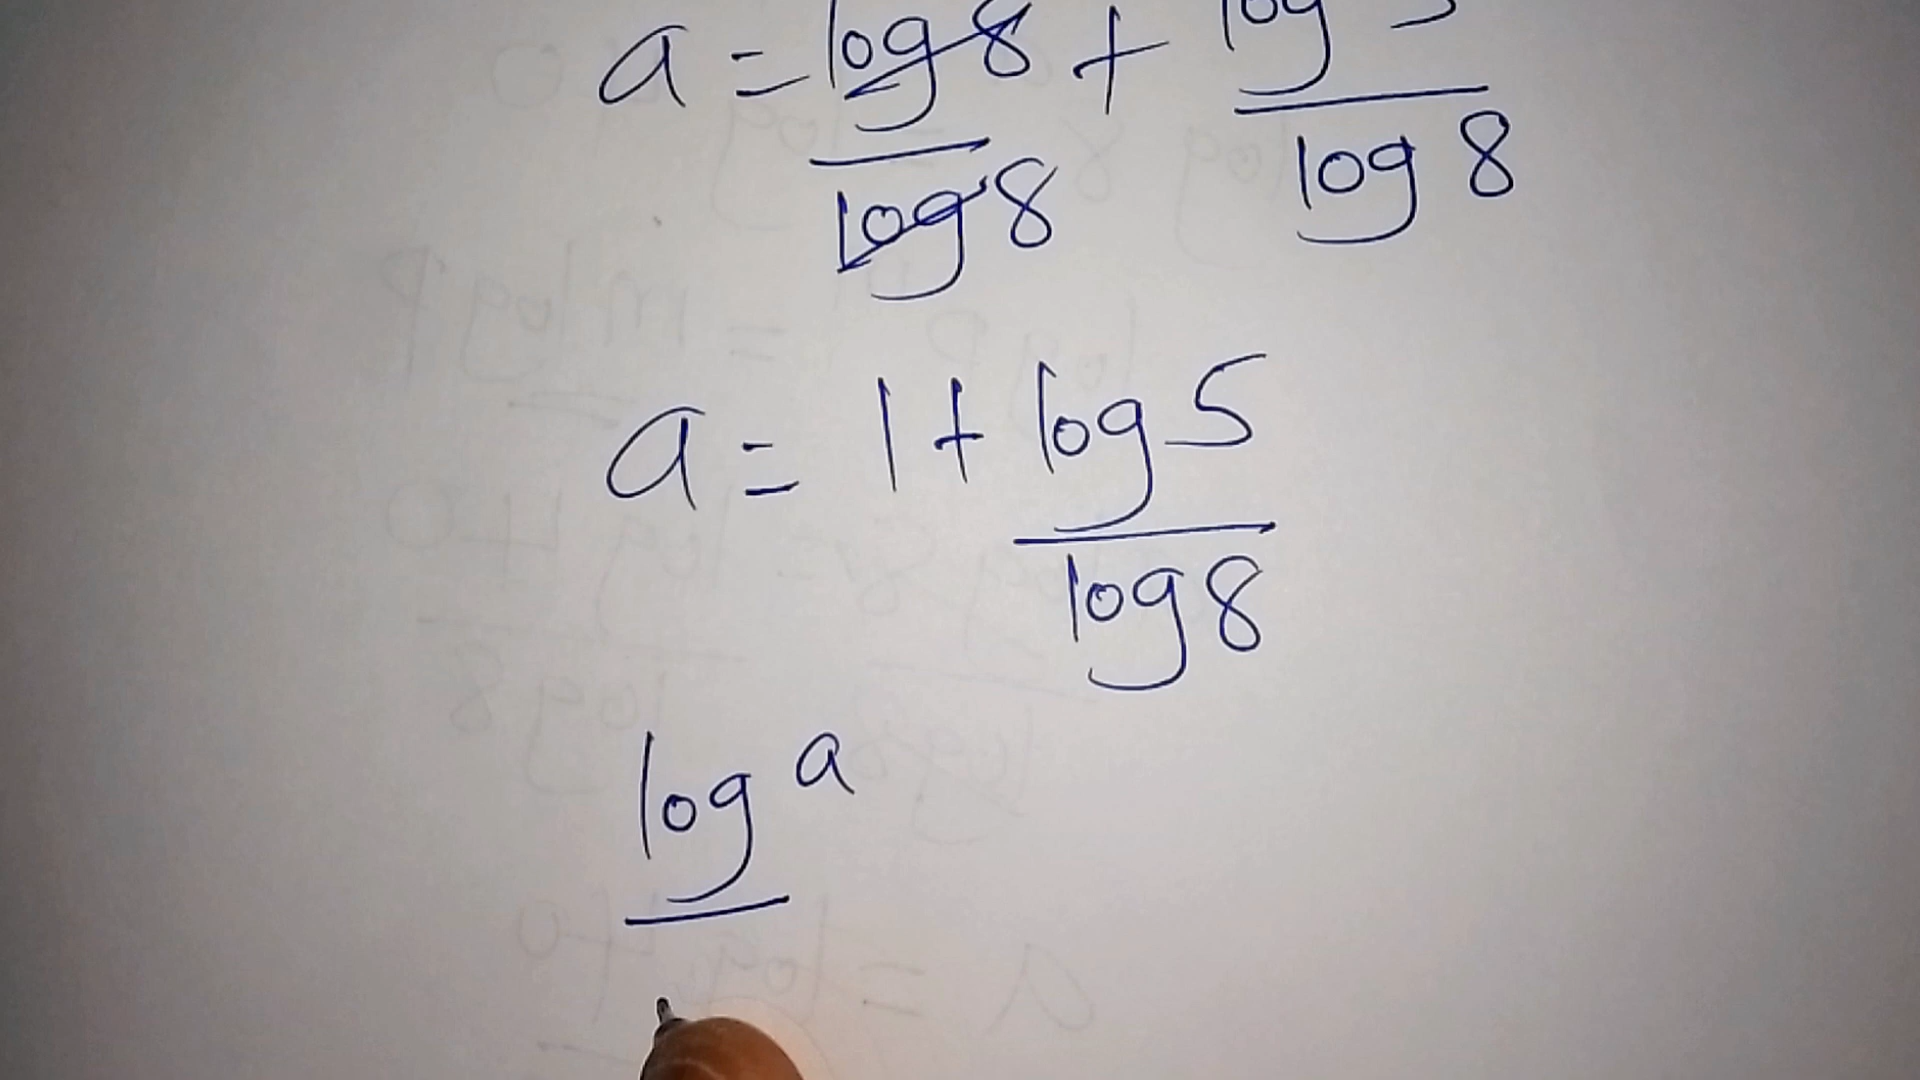 a = log 8 / log 8 + log 5 / log 8
a = 1 + log 5 / log 8
log a